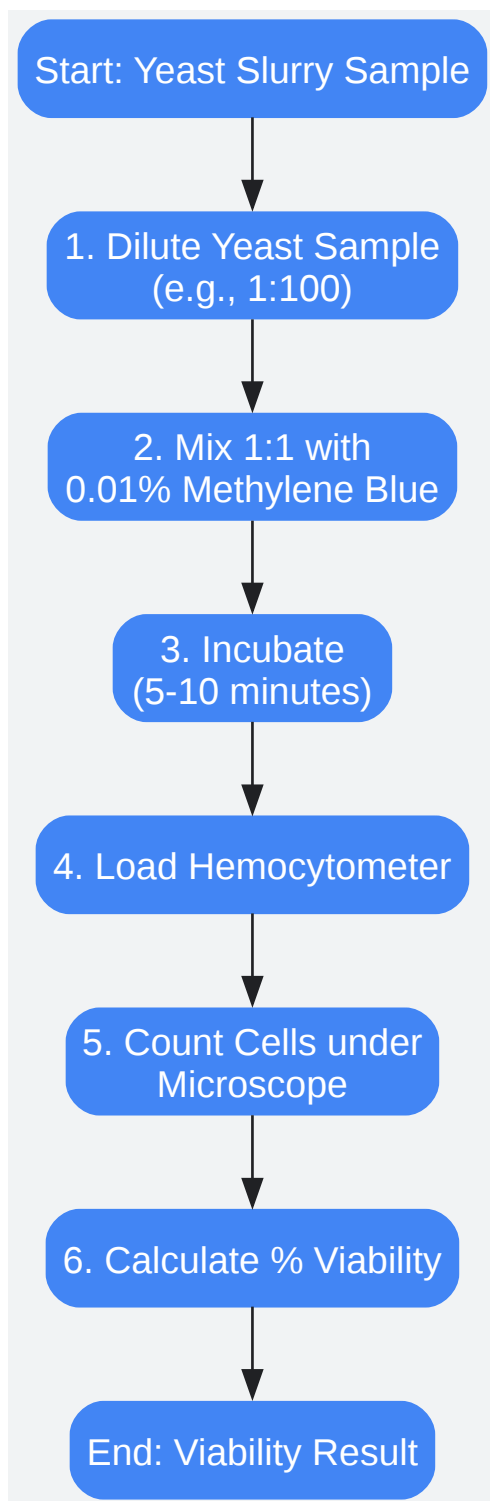 Start: Yeast Slurry Sample
1. Dilute Yeast Sample
(e.g., 1:100)
2. Mix 1:1 with
0.01% Methylene Blue
3. Incubate
(5-10 minutes)
4. Load Hemocytometer
5. Count Cells under
Microscope
6. Calculate % Viability
End: Viability Result